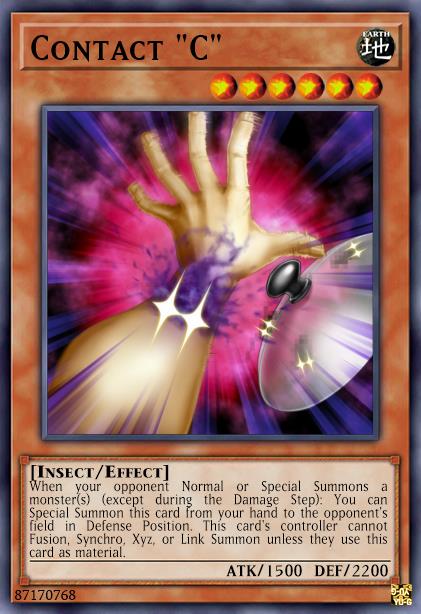 Contact "C"
EARTH
地
[Insect/Effect]
When your opponent Normal or Special Summons a
monster(s) (except during the Damage Step): You can
Special Summon this card from your hand to the opponent's
field in Defense Position. This card's controller cannot
Fusion, Synchro, Xyz, or Link Summon unless they use this
card as material.
ATK/1500 DEF/2200
87170768